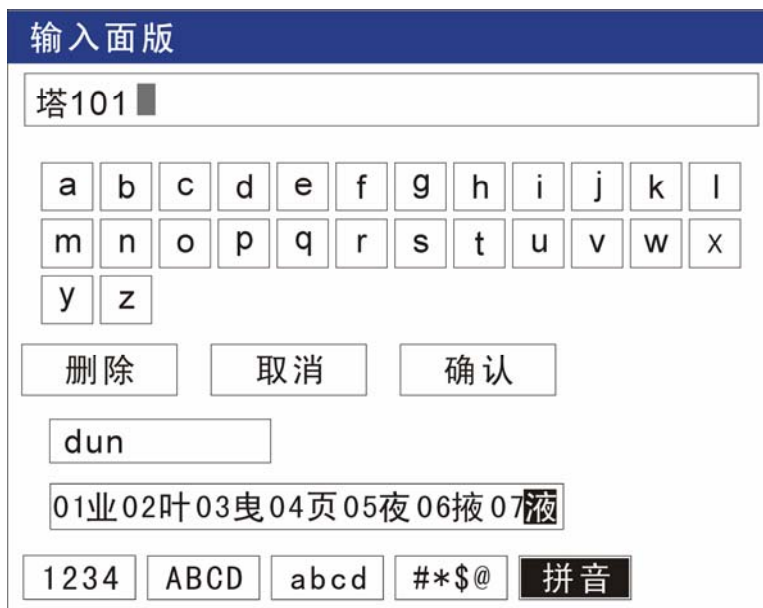 输入面版
塔101
a b c d e f g h i j k l
m n o p q r s t u v w x
y z
删除 取消 确认
dun
01业02叶03曳04页05夜06掖07液
1234 ABCD abcd #*$@ 拼音